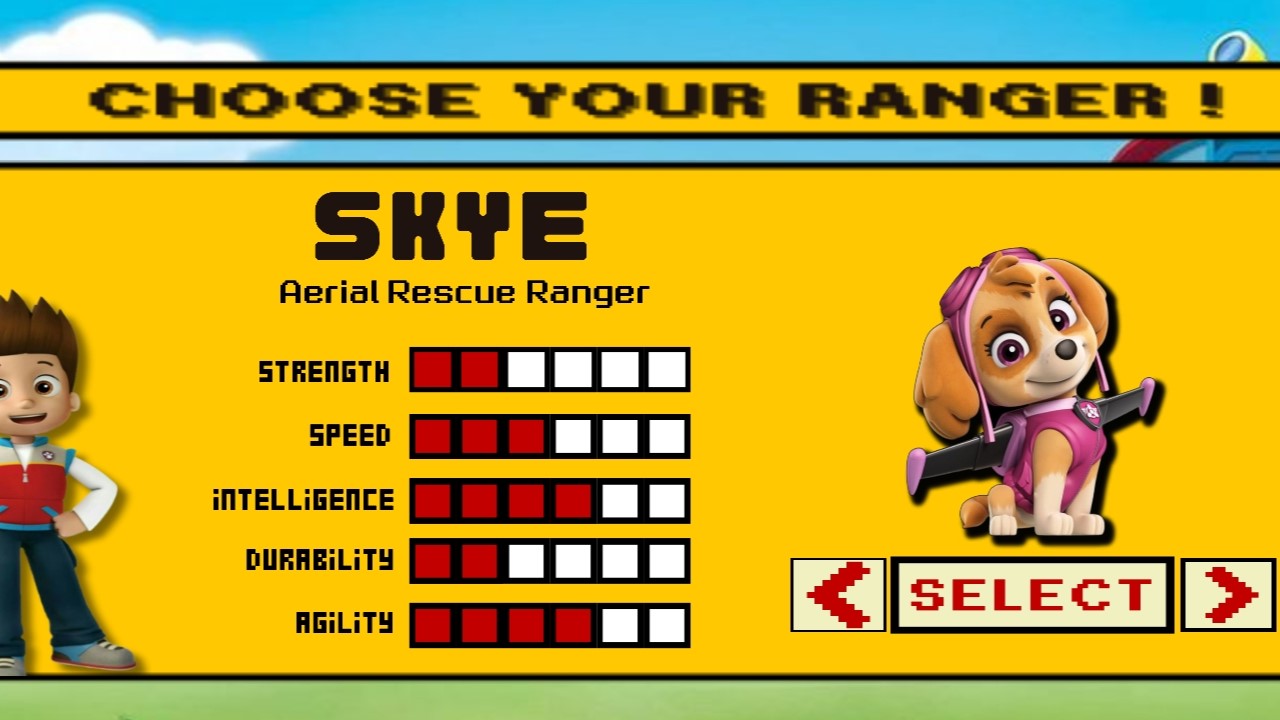 CHOOSE YOUR RANGER !
SKYE
Aerial Rescue Ranger
STRENGTH
SPEED
iNTELLiGENCE
DURABiLiTY
AGiLiTY
SELECT